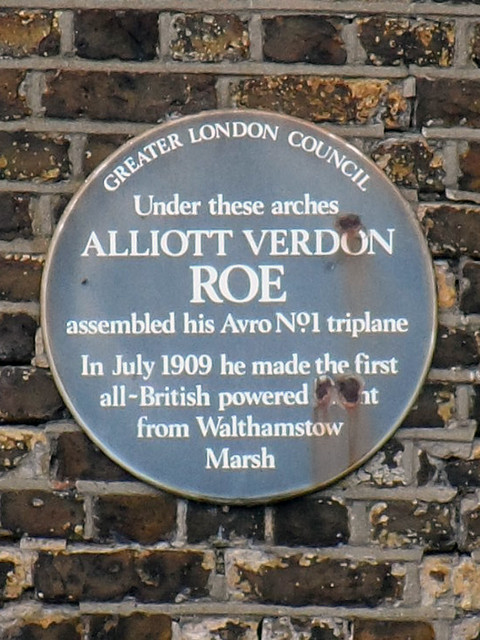 GREATER LONDON COUNCIL
Under these arches
ALLIOTT VERDON
ROE
assembled his Avro Nº1 triplane
In July 1909 he made the first
all-British powered
from Walthamstow
Marsh